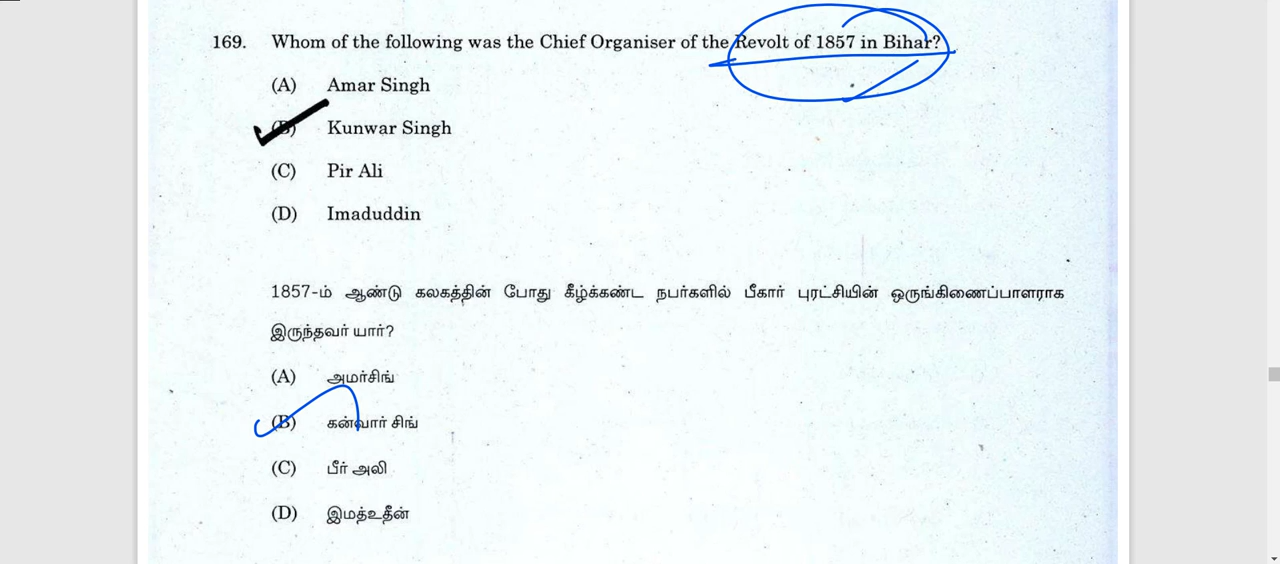 169. Whom of the following was the Chief Organiser of the Revolt of 1857 in Bihar?
(A) Amar Singh
(B) Kunwar Singh
(C) Pir Ali
(D) Imaduddin
1857-ம் ஆண்டு கலகத்தின் போது கீழ்க்கண்ட நபர்களில் பீகார் புரட்சியின் ஒருங்கிணைப்பாளராக
இருந்தவர் யார்?
(A) அமர்சிங்
(B) கன்வார் சிங்
(C) பீர் அலி
(D) இமத்உதீன்